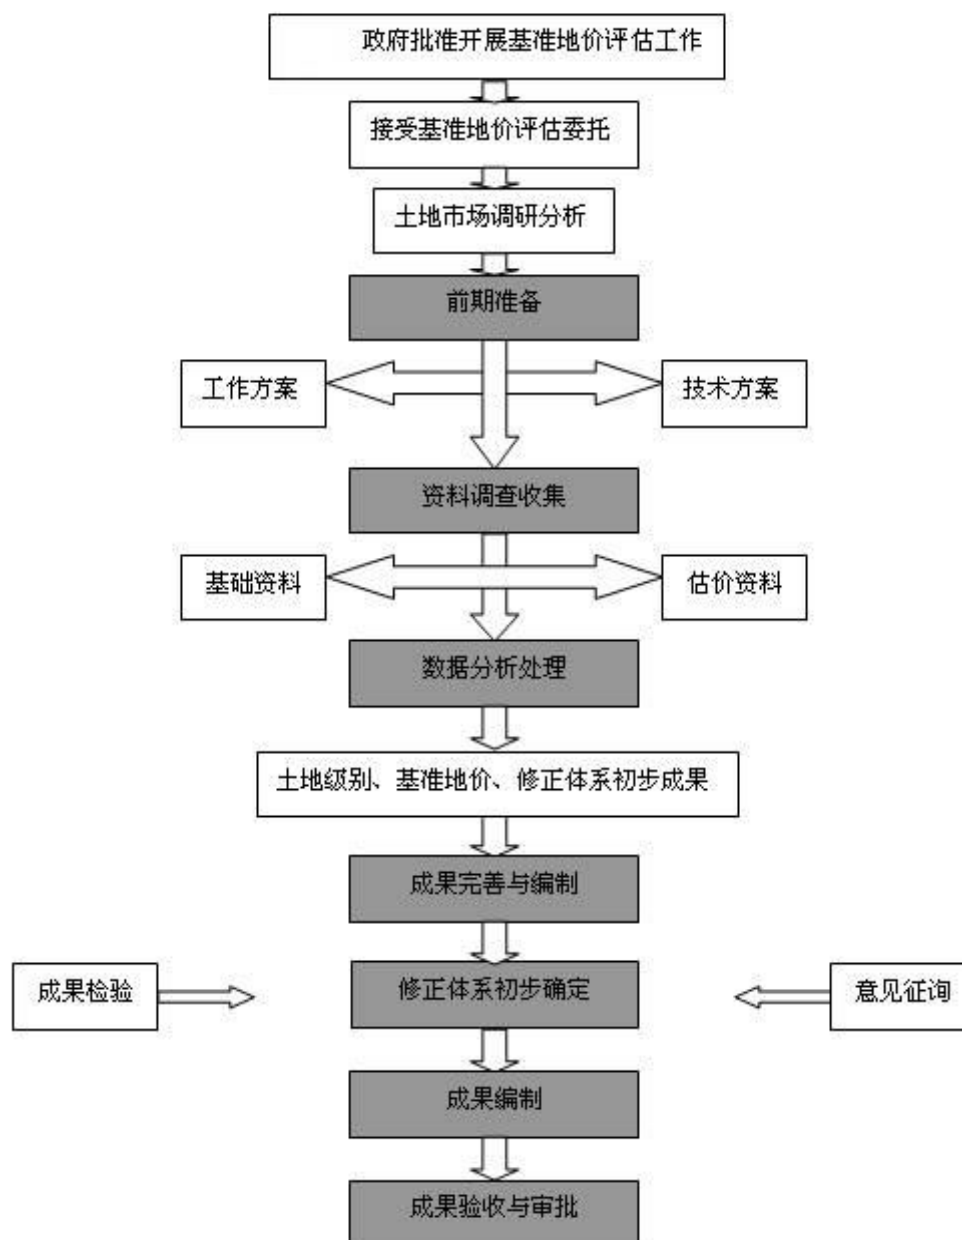 政府批准开展基准地价评估工作
接受基准地价评估委托
土地市场调研分析
前期准备
工作方案
技术方案
资料调查收集
基础资料
估价资料
数据分析处理
土地级别、基准地价、修正体系初步成果
成果完善与编制
成果检验
修正体系初步确定
意见征询
成果编制
成果验收与审批